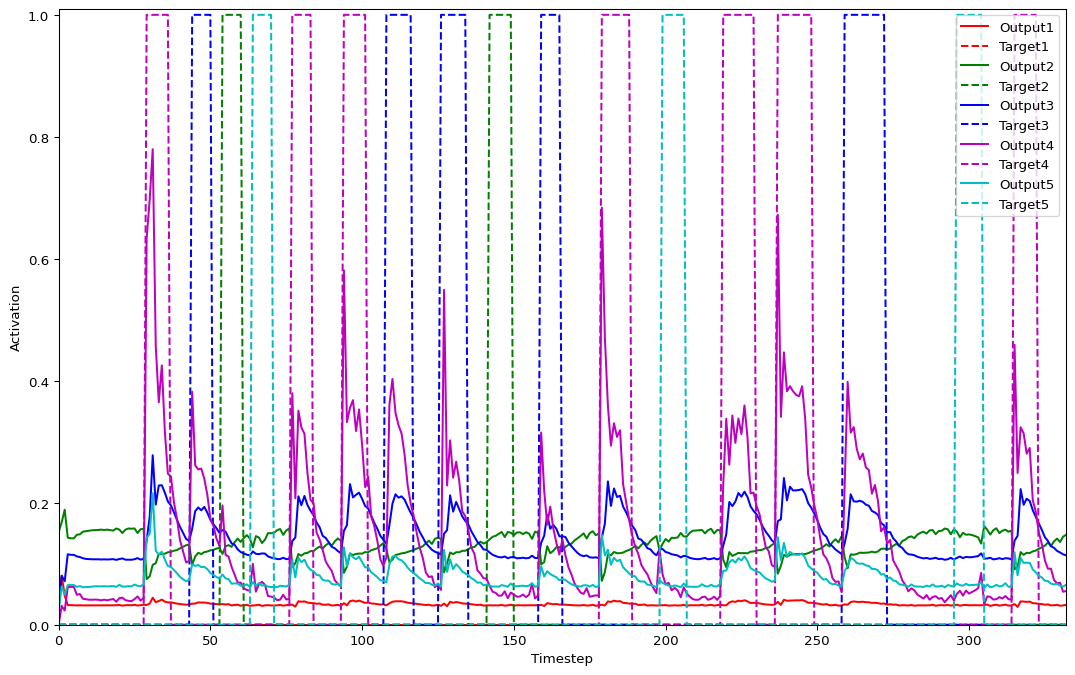 Activation
1.0
0.8
0.6
0.4
0.2
0.0
0
50
100
150
200
250
300
Timestep
Output1
Target1
Output2
Target2
Output3
Target3
Output4
Target4
Output5
Target5